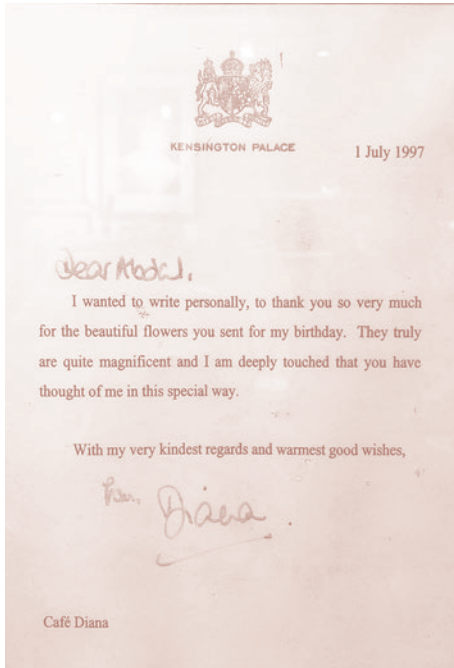 KENSINGTON PALACE
1 July 1997
Dear Abdul,
I wanted to write personally, to thank you so very much
for the beautiful flowers you sent for my birthday. They truly
are quite magnificent and I am deeply touched that you have
thought of me in this special way.
With my very kindest regards and warmest good wishes,
from,
Diana.
Café Diana